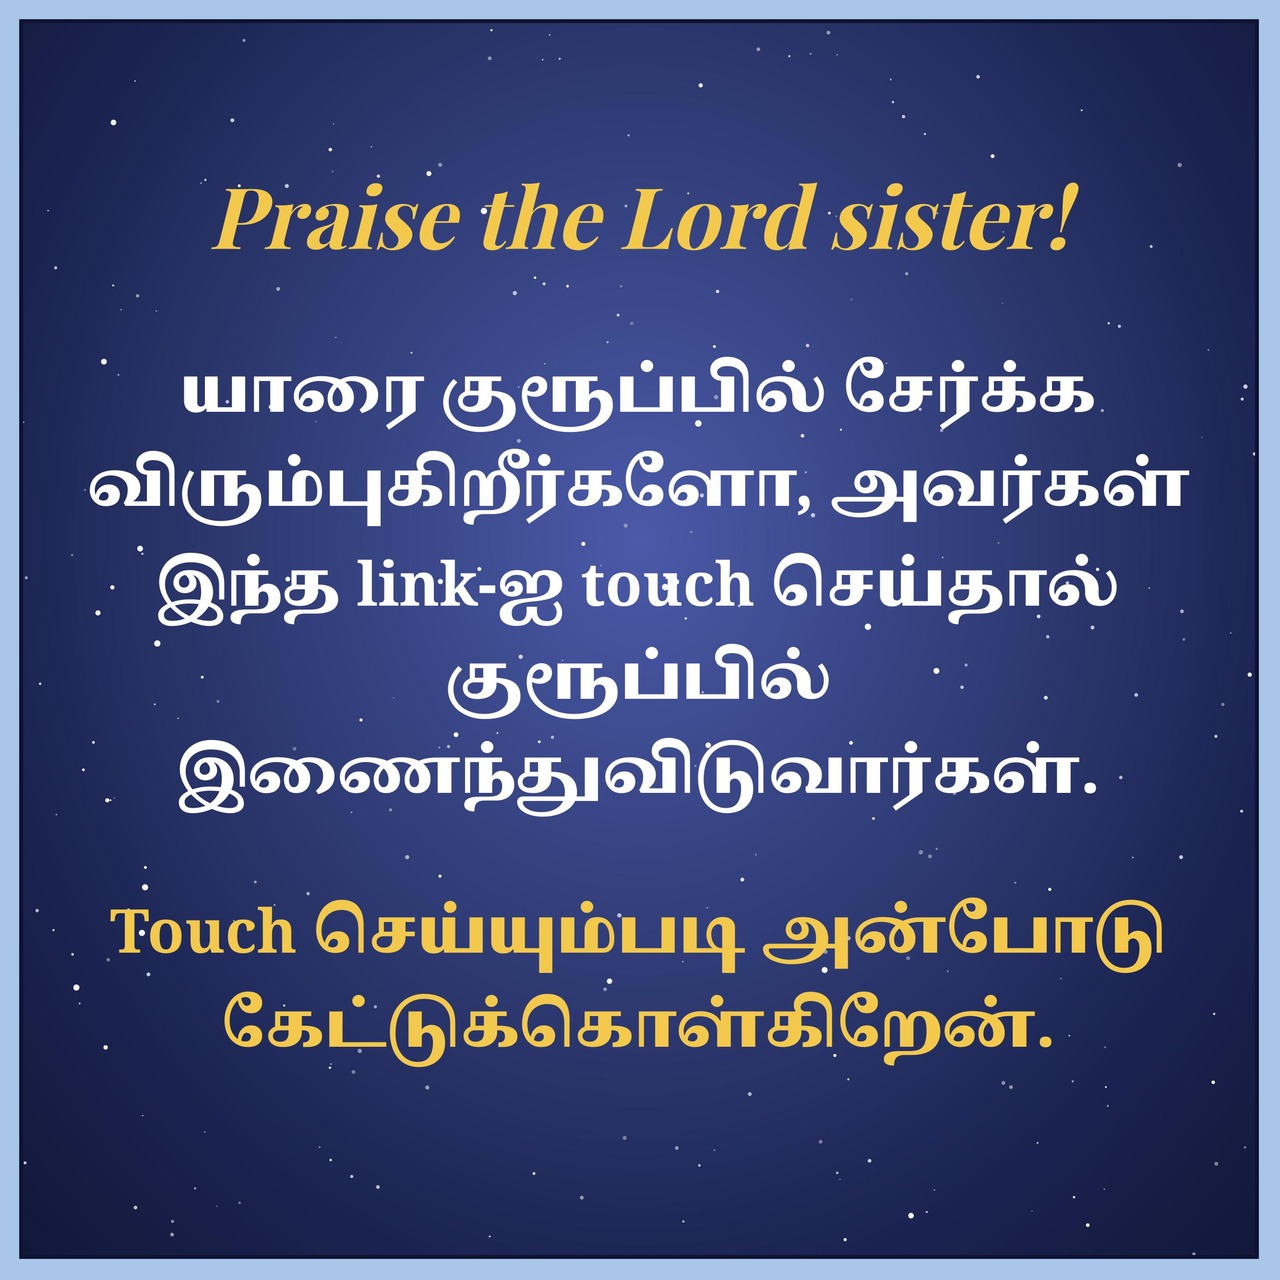 Praise the Lord sister!
யாரை குரூப்பில் சேர்க்க
விரும்புகிறீர்களோ, அவர்கள்
இந்த link-ஐ touch செய்தால்
குரூப்பில்
இணைந்துவிடுவார்கள்.
Touch செய்யும்படி அன்போடு
கேட்டுக்கொள்கிறேன்.